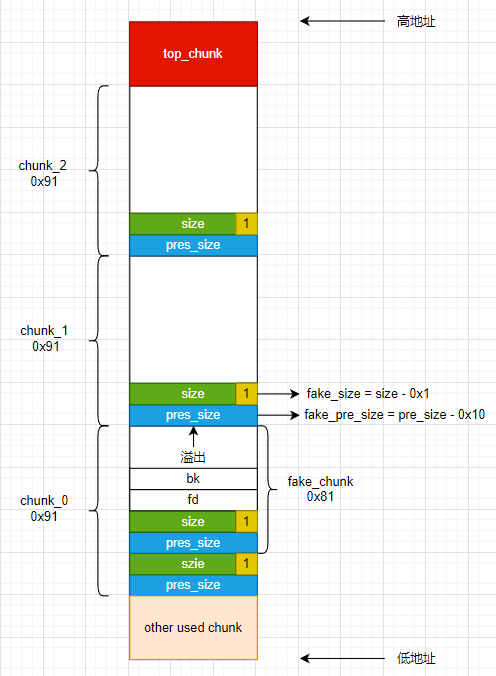 高地址
top_chunk
chunk_2
0x91
size 1
pres_size
chunk_1
0x91
size 1
fake_size = size - 0x1
pres_size
fake_pre_size = pre_size - 0x10
溢出
bk
fake_chunk
0x81
fd
chunk_0
0x91
size 1
pres_size
szie 1
pres_size
other used chunk
低地址